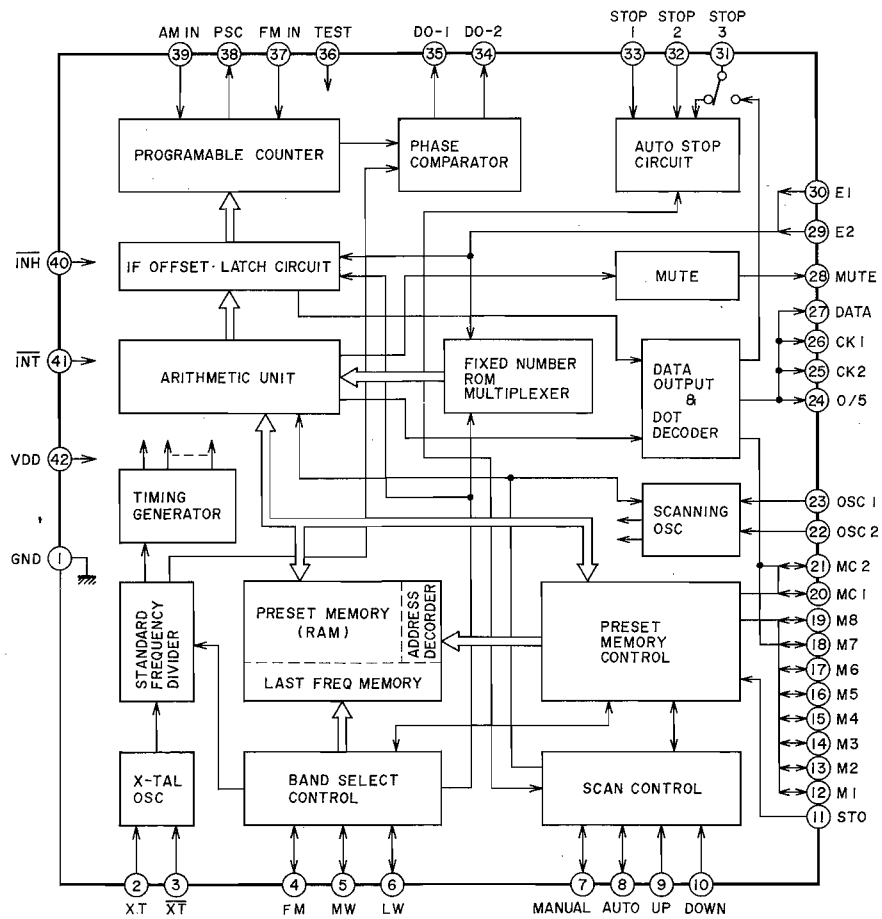 AM IN PSC FM IN TEST DO-1 DO-2 STOP 1 STOP 2 STOP 3
39 38 37 36 35 34 33 32 31
PROGRAMABLE COUNTER
PHASE
COMPARATOR
AUTO STOP
CIRCUIT
30 E1
29 E2
INH 40
IF OFFSET·LATCH CIRCUIT
MUTE
28 MUTE
27 DATA
26 CK1
25 CK2
24 O/5
INT 41
ARITHMETIC UNIT
FIXED NUMBER
ROM
MULTIPLEXER
DATA
OUTPUT
&
DOT
DECODER
VDD 42
TIMING
GENERATOR
SCANNING
OSC
23 OSC 1
22 OSC 2
GND 1
21 MC2
20 MC1
19 M8
18 M7
17 M6
16 M5
15 M4
14 M3
13 M2
12 M1
11 STO
STANDARD
FREQUENCY
DIVIDER
PRESET MEMORY
(RAM)
ADDRESS
DECORDER
LAST FREQ MEMORY
PRESET
MEMORY
CONTROL
X-TAL
OSC
BAND SELECT
CONTROL
SCAN CONTROL
2 3 4 5 6 7 8 9 10
X.T XT FM MW LW MANUAL AUTO UP DOWN